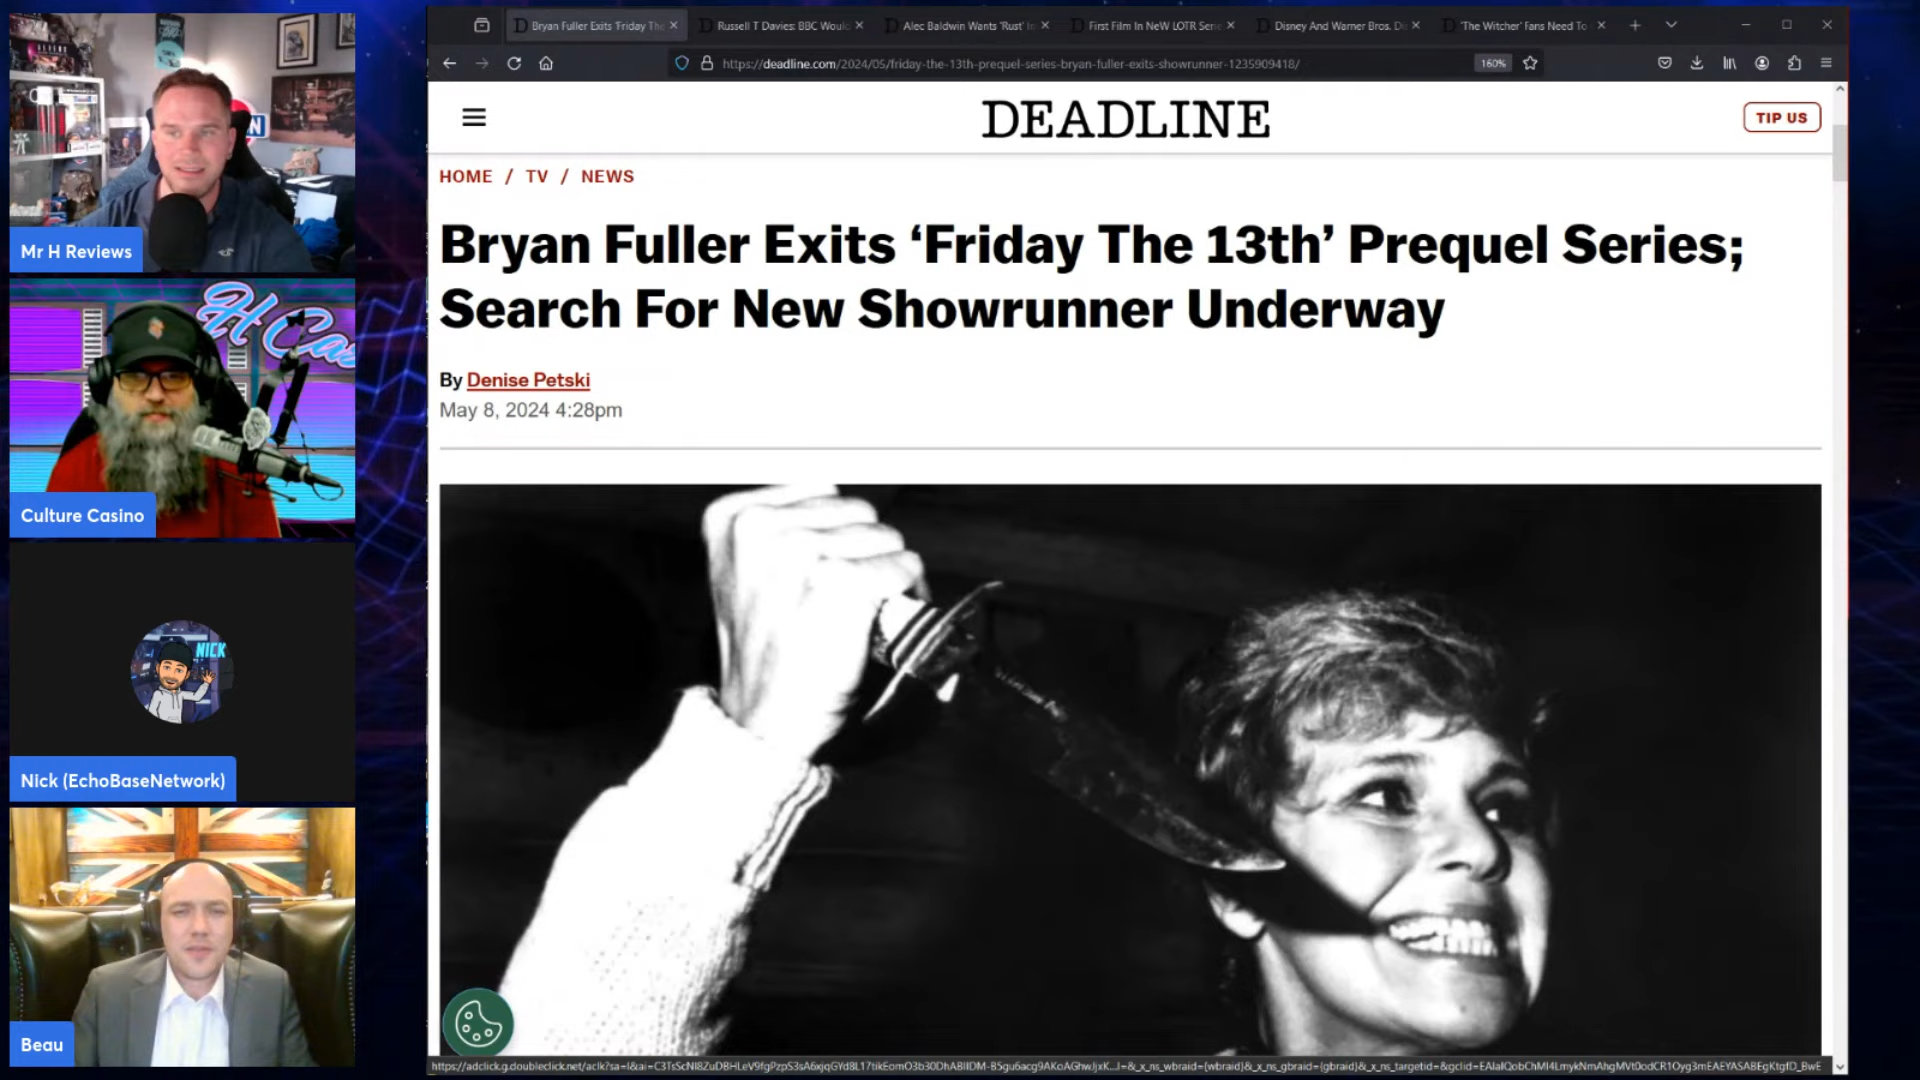 Mr H Reviews
Culture Casino
NICK
Nick (EchoBaseNetwork)
Beau
Bryan Fuller Exits 'Friday The
Russell T Davies: BBC Would
Alec Baldwin Wants 'Rust'
First Film In NeW LOTR Serie
Disney And Warner Bros. Di
'The Witcher' Fans Need To
https://deadline.com/2024/05/friday-the-13th-prequel-series-bryan-fuller-exits-showrunner-1235909418/
160%
DEADLINE
TIP US
HOME / TV / NEWS
Bryan Fuller Exits ‘Friday The 13th’ Prequel Series;
Search For New Showrunner Underway
By Denise Petski
May 8, 2024 4:28pm